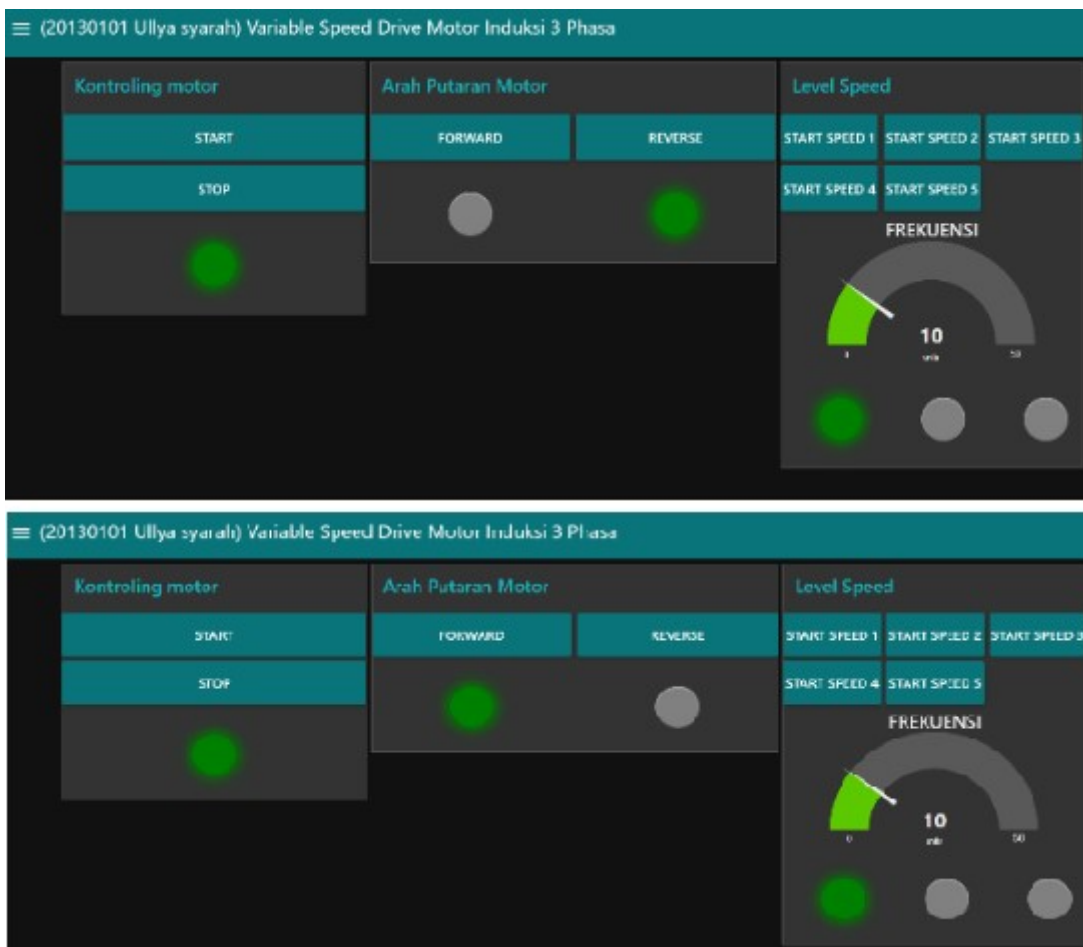 (20130101 Ullya syarah) Variable Speed Drive Motor Induksi 3 Phasa
Kontroling motor
START
STOP
Arah Putaran Motor
FORWARD
REVERSE
Level Speed
START SPEED 1
START SPEED 2
START SPEED 3
START SPEED 4
START SPEED 5
FREKUENSI
10
50
(20130101 Ullya syarah) Variable Speed Drive Motor Induksi 3 Phasa
Kontroling motor
START
STOP
Arah Putaran Motor
FORWARD
REVERSE
Level Speed
START SPEED 1
START SPEED 2
START SPEED 3
START SPEED 4
START SPEED 5
FREKUENSI
10
0
50